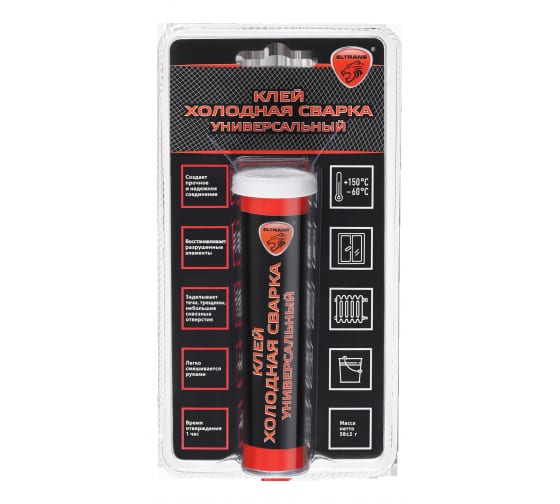 ELTRANS
®
КЛЕЙ
ХОЛОДНАЯ СВАРКА
УНИВЕРСАЛЬНЫЙ
Создает
прочное
и надежное
соединение
+150°C
-60°C
Восстанавливает
разрушенные
элементы
Заделывает
течи, трещины,
небольшие
сквозные
отверстия
Легко
смешивается
руками
Время
отверждения
1 час
Масса
нетто
58±2 г
ELTRANS
КЛЕЙ
ХОЛОДНАЯ СВАРКА
УНИВЕРСАЛЬНЫЙ